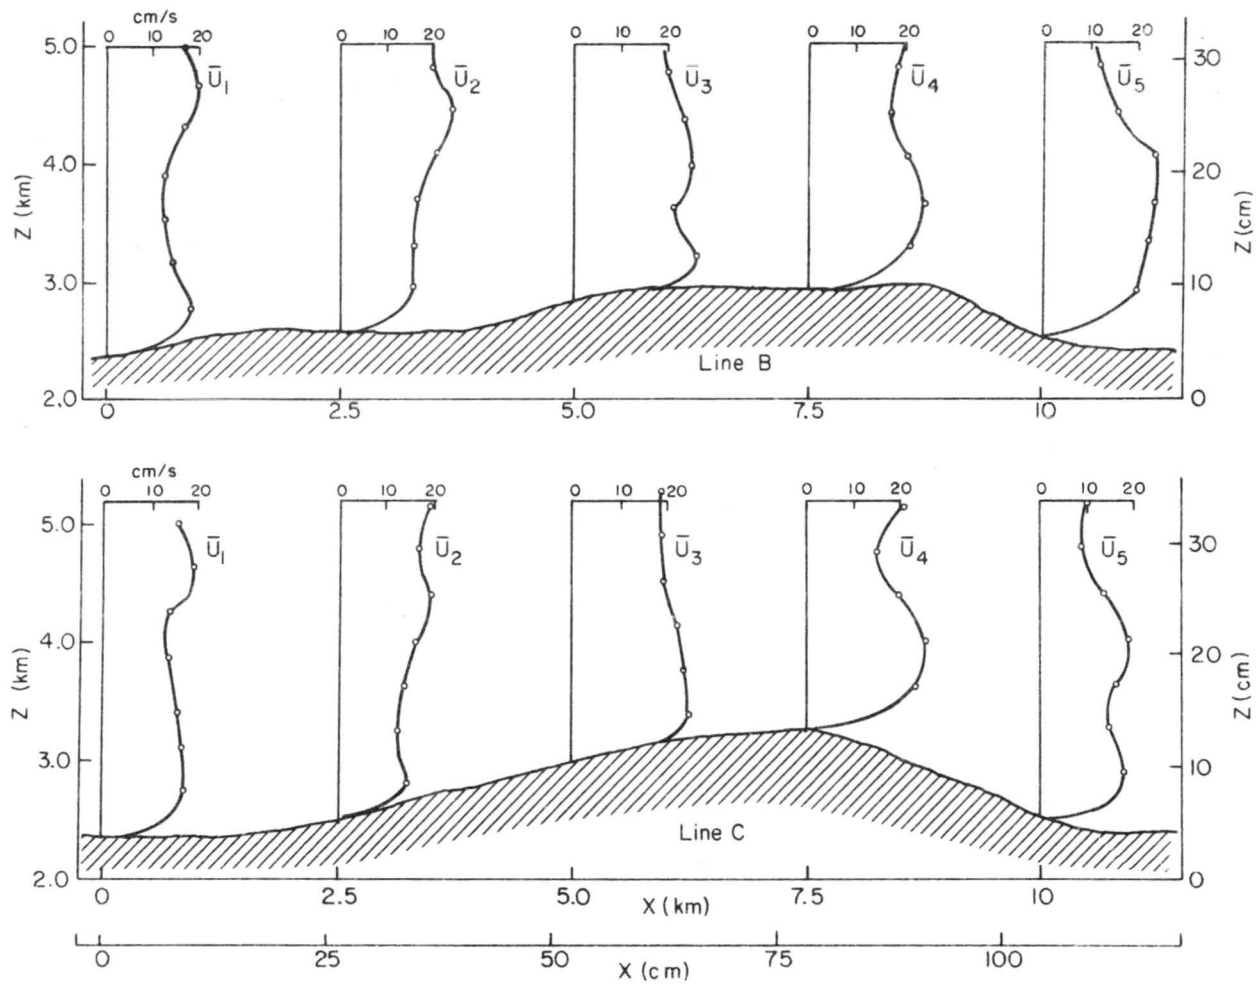 cm/s
0 10 20 0 10 20 0 10 20 0 10 20 0 10 20
5.0 Ū1 Ū2 Ū3 Ū4 Ū5 30
4.0 20
Z (km) Z (cm)
3.0 10
Line B
2.0 0
0 2.5 5.0 7.5 10
cm/s
0 10 20 0 10 20 0 10 20 0 10 20 0 10 20
5.0 Ū1 Ū2 Ū3 Ū4 Ū5 30
4.0 20
Z (km) Z (cm)
3.0 10
Line C
2.0 0
0 2.5 5.0 7.5 10
X (km)
0 25 50 75 100
X (cm)